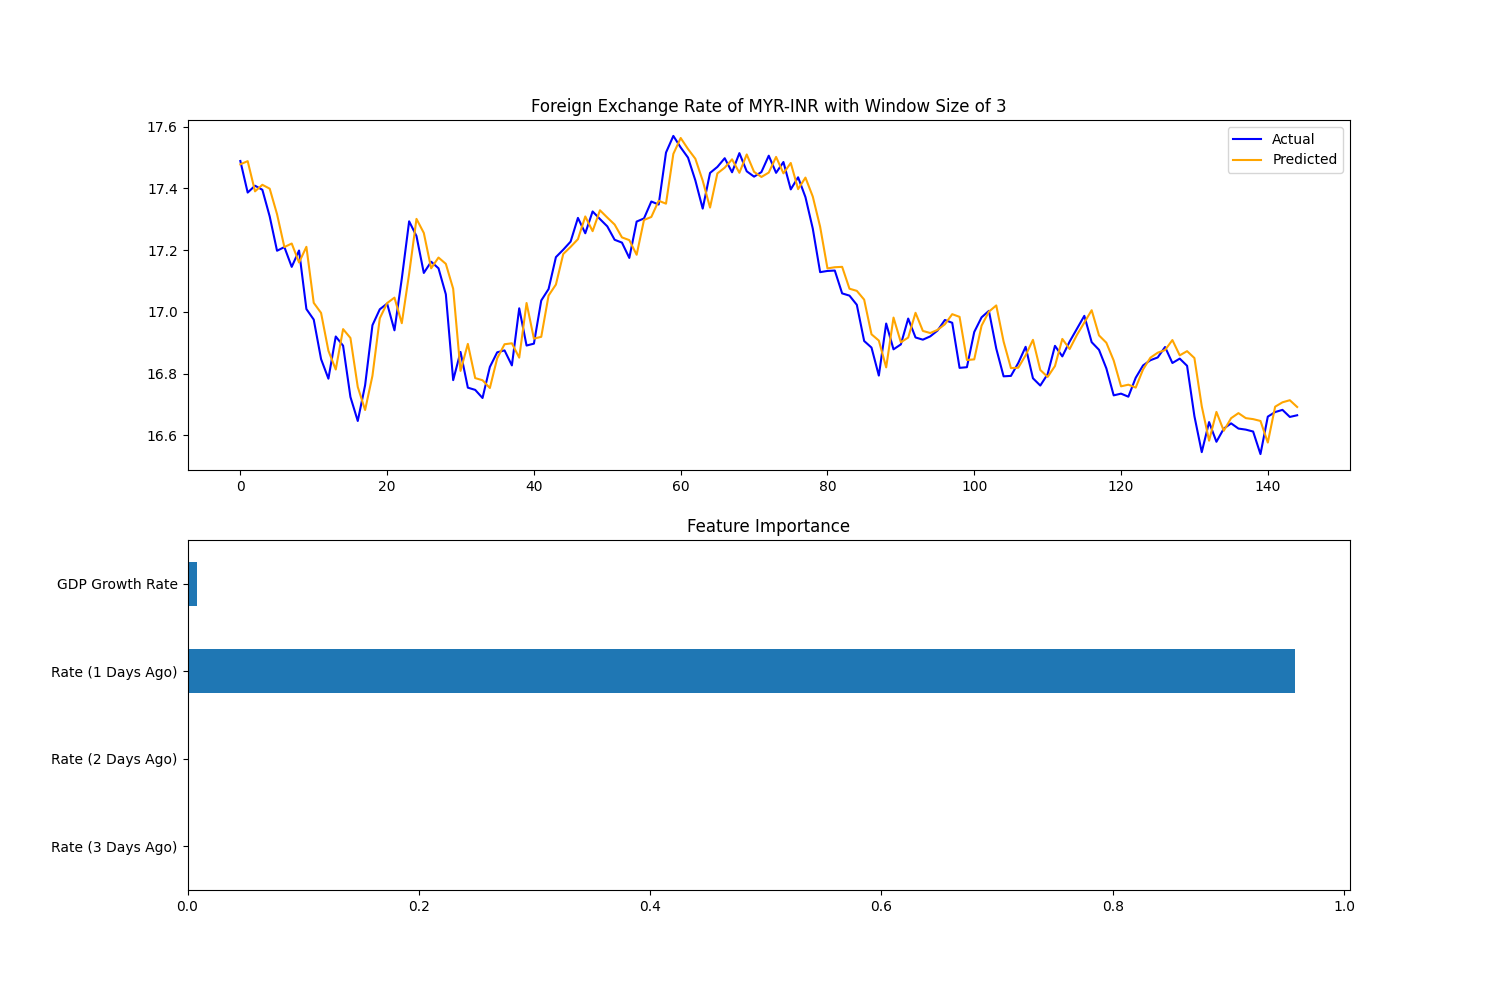 Foreign Exchange Rate of MYR-INR with Window Size of 3
17.6
17.4
17.2
17.0
16.8
16.6
Actual
Predicted
0 20 40 60 80 100 120 140
Feature Importance
GDP Growth Rate
Rate (1 Days Ago)
Rate (2 Days Ago)
Rate (3 Days Ago)
0.0 0.2 0.4 0.6 0.8 1.0